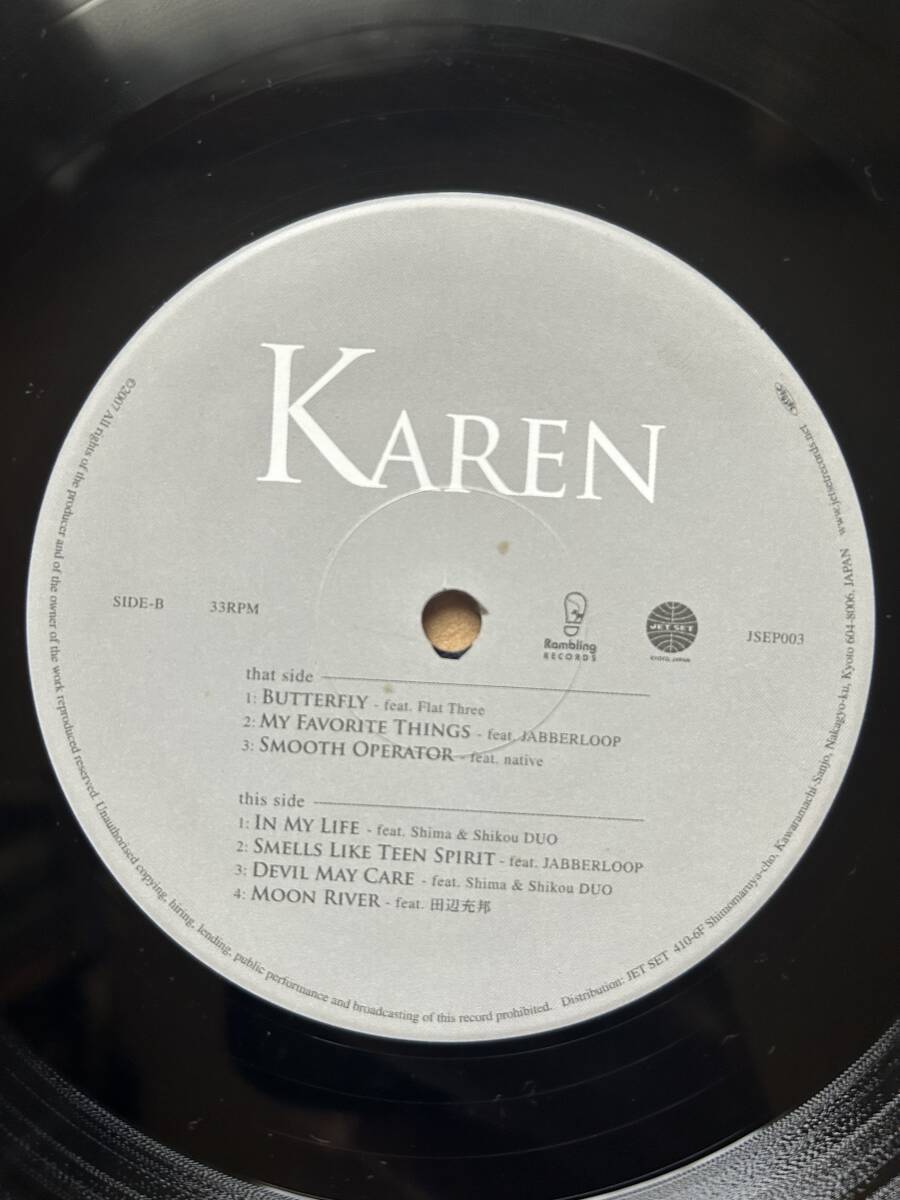 KAREN
SIDE-B
33RPM
Rambling
RECORDS
JET SET
KYOTO, JAPAN
JSEP003
that side
1: BUTTERFLY - feat. Flat Three
2: MY FAVORITE THINGS - feat. JABBERLOOP
3: SMOOTH OPERATOR - feat. native
this side
1: IN MY LIFE - feat. Shima & Shikou DUO
2: SMELLS LIKE TEEN SPIRIT - feat. JABBERLOOP
3: DEVIL MAY CARE - feat. Shima & Shikou DUO
4: MOON RIVER - feat. 田辺充邦
©2007 All rights of the producer and of the owner of the work reproduced reserved. Unauthorised copying, hiring, lending, public performance and broadcasting of this record prohibited. Distribution: JET SET 410-6F Shimomaruya-cho, Kawaramachi-Sanjo, Nakagyo-ku, Kyoto 604-8006, JAPAN www.jetsetrecords.net